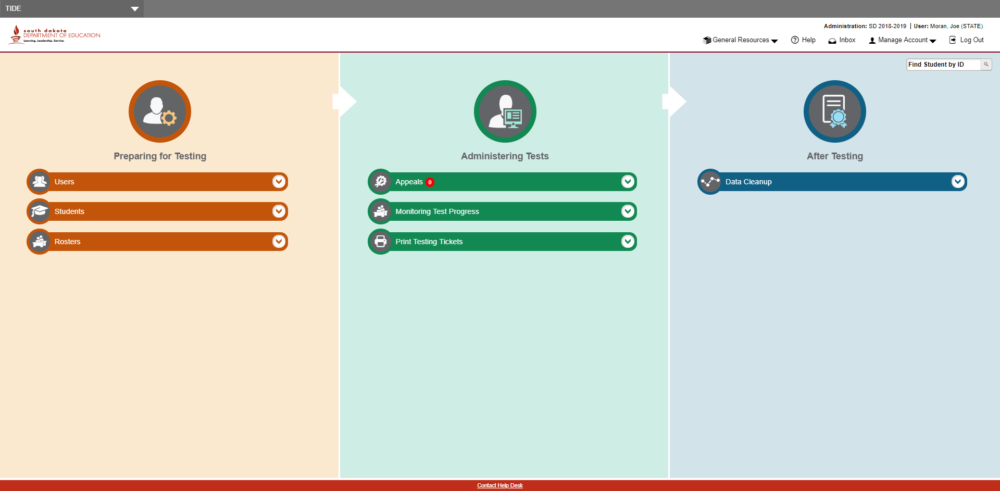 TIDE
south dakota
DEPARTMENT OF EDUCATION
Learning. Leadership. Service.
Administration: SD 2018-2019 | User: Moran, Joe (STATE)
General Resources Help Inbox Manage Account Log Out
Find Student by ID
Preparing for Testing
Users
Students
Rosters
Administering Tests
Appeals 0
Monitoring Test Progress
Print Testing Tickets
After Testing
Data Cleanup
Contact Help Desk